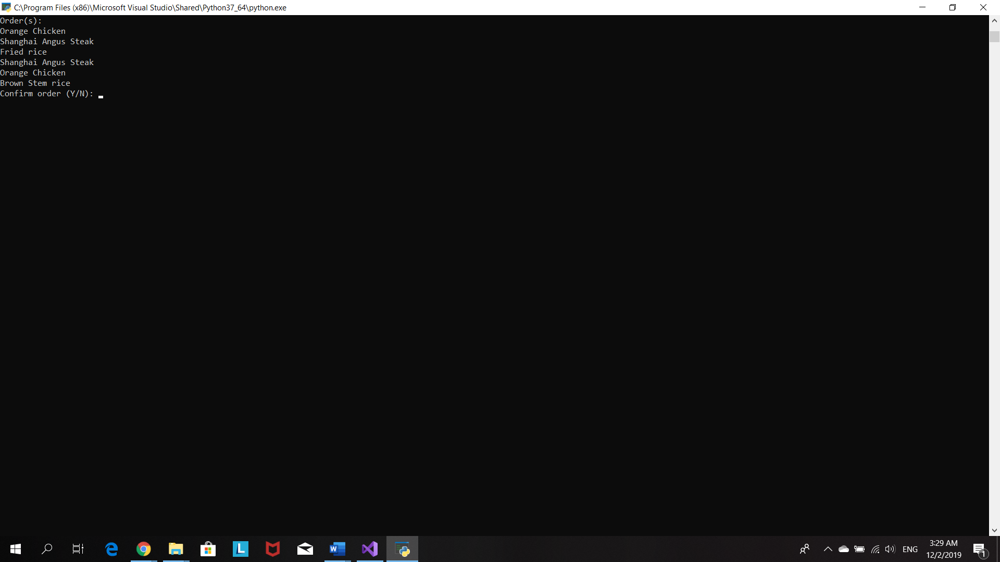 C:\Program Files (x86)\Microsoft Visual Studio\Shared\Python37_64\python.exe
Order(s):
Orange Chicken
Shanghai Angus Steak
Fried rice
Shanghai Angus Steak
Orange Chicken
Brown Stem rice
Confirm order (Y/N):
L
W
ENG
3:29 AM
12/2/2019
1